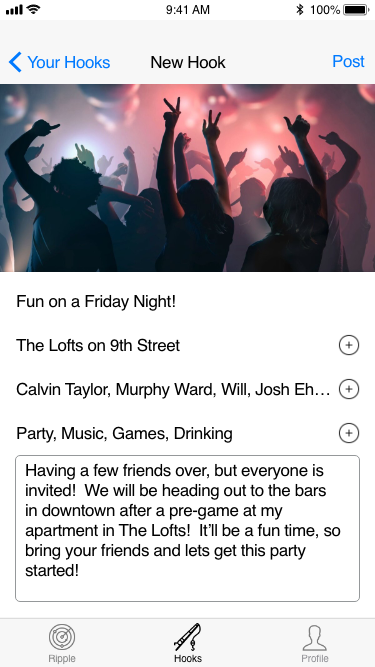 9:41 AM 100%
Your Hooks New Hook Post
Fun on a Friday Night!
The Lofts on 9th Street
Calvin Taylor, Murphy Ward, Will, Josh Eh…
Party, Music, Games, Drinking
Having a few friends over, but everyone is
invited!  We will be heading out to the bars
in downtown after a pre-game at my
apartment in The Lofts!  It’ll be a fun time, so
bring your friends and lets get this party
started!
Ripple Hooks Profile